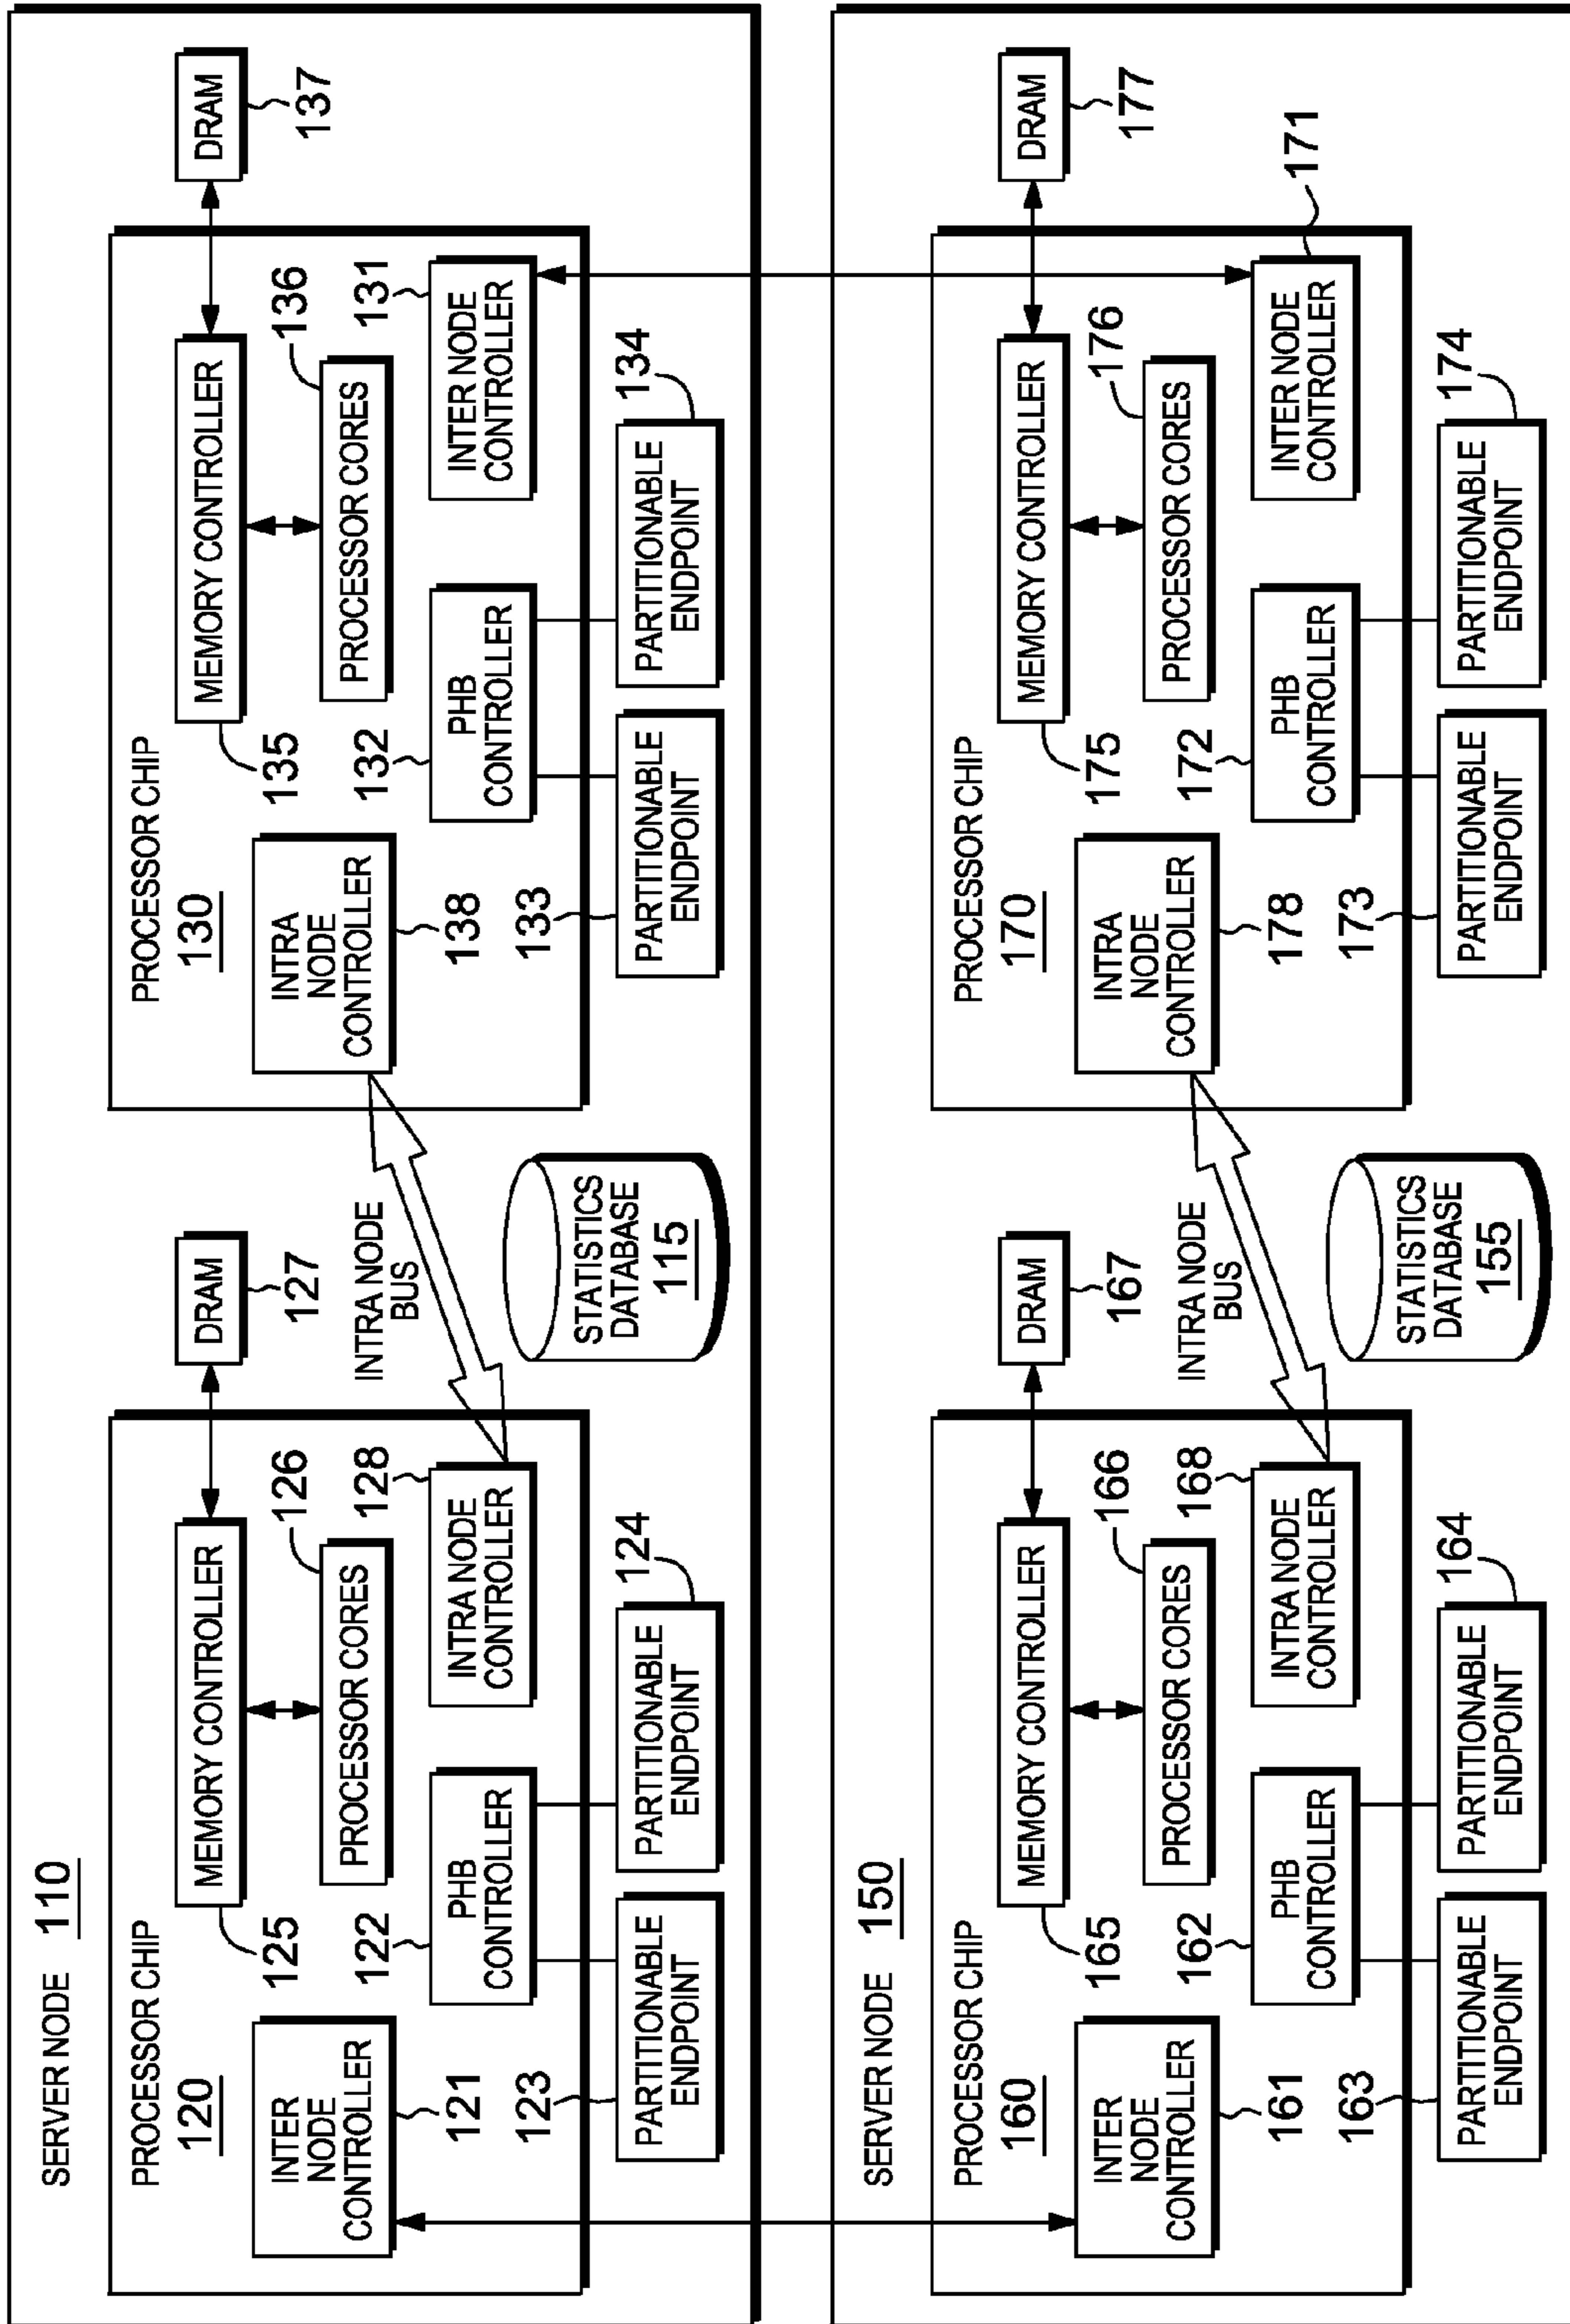 SERVER NODE 110
PROCESSOR CHIP
120
INTER
NODE
CONTROLLER
121
MEMORY CONTROLLER
125
PROCESSOR CORES
126
PHB
CONTROLLER
122
INTRA NODE
CONTROLLER
128
PARTITIONABLE
ENDPOINT
123
PARTITIONABLE
ENDPOINT
124
DRAM
127
INTRA NODE
BUS
STATISTICS
DATABASE
115
PROCESSOR CHIP
130
INTRA
NODE
CONTROLLER
138
MEMORY CONTROLLER
135
PROCESSOR CORES
136
PHB
CONTROLLER
132
INTER NODE
CONTROLLER
131
PARTITIONABLE
ENDPOINT
133
PARTITIONABLE
ENDPOINT
134
DRAM
137
SERVER NODE 150
PROCESSOR CHIP
160
INTER
NODE
CONTROLLER
161
MEMORY CONTROLLER
165
PROCESSOR CORES
166
PHB
CONTROLLER
162
INTRA NODE
CONTROLLER
168
PARTITIONABLE
ENDPOINT
163
PARTITIONABLE
ENDPOINT
164
DRAM
167
INTRA NODE
BUS
STATISTICS
DATABASE
155
PROCESSOR CHIP
170
INTRA
NODE
CONTROLLER
178
MEMORY CONTROLLER
175
PROCESSOR CORES
176
PHB
CONTROLLER
172
INTER NODE
CONTROLLER
171
PARTITIONABLE
ENDPOINT
173
PARTITIONABLE
ENDPOINT
174
DRAM
177